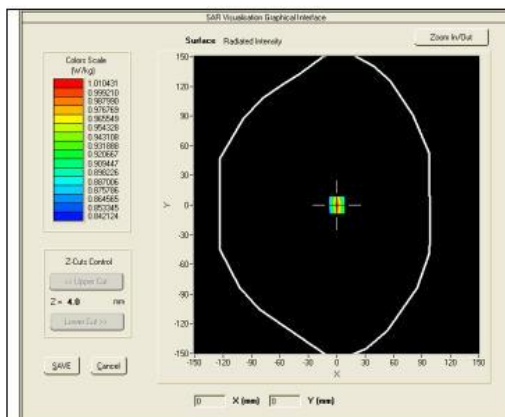 SAR Visualisation Graphical Interface
Surface Radiated Intensity
Zoom In/Out
Colors Scale
(W/kg)
1.010431
0.999210
0.987990
0.976769
0.965549
0.954328
0.943108
0.931888
0.920667
0.909447
0.898226
0.887006
0.875786
0.864565
0.853345
0.842124
Z-Cuts Control
<< Upper Cut
Z = 4.0 mm
Lower Cut >>
SAVE Cancel
150
120
90
60
30
0
-30
-60
-90
-120
-150
Y
-150 -120 -90 -60 -30 0 30 60 90 120 150
X
0 X (mm) 0 Y (mm)